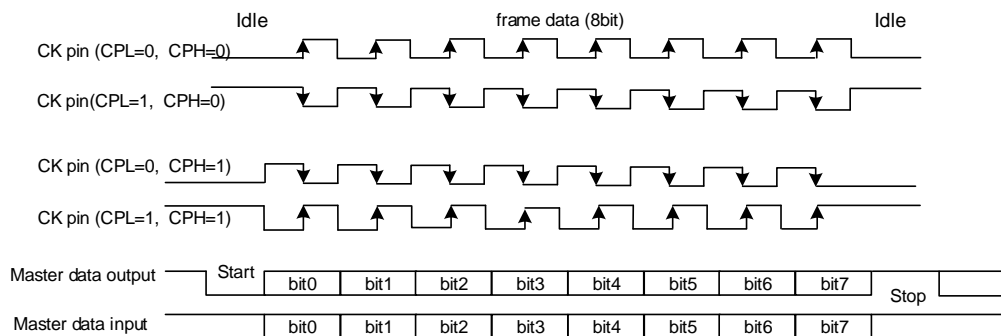 Idle frame data (8bit) Idle
CK pin (CPL=0, CPH=0)
CK pin(CPL=1, CPH=0)
CK pin (CPL=0, CPH=1)
CK pin (CPL=1, CPH=1)
Master data output Start bit0 bit1 bit2 bit3 bit4 bit5 bit6 bit7 Stop
Master data input bit0 bit1 bit2 bit3 bit4 bit5 bit6 bit7